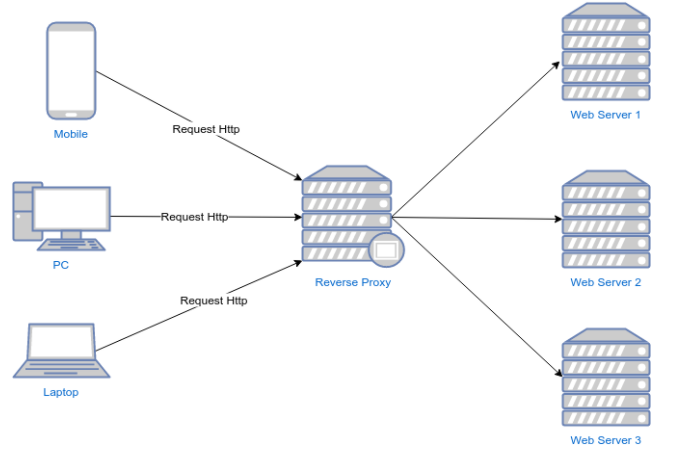 Web Server 1
Request Http
Mobile
Request Http
PC
Reverse Proxy
Web Server 2
Request Http
Laptop
Web Server 3